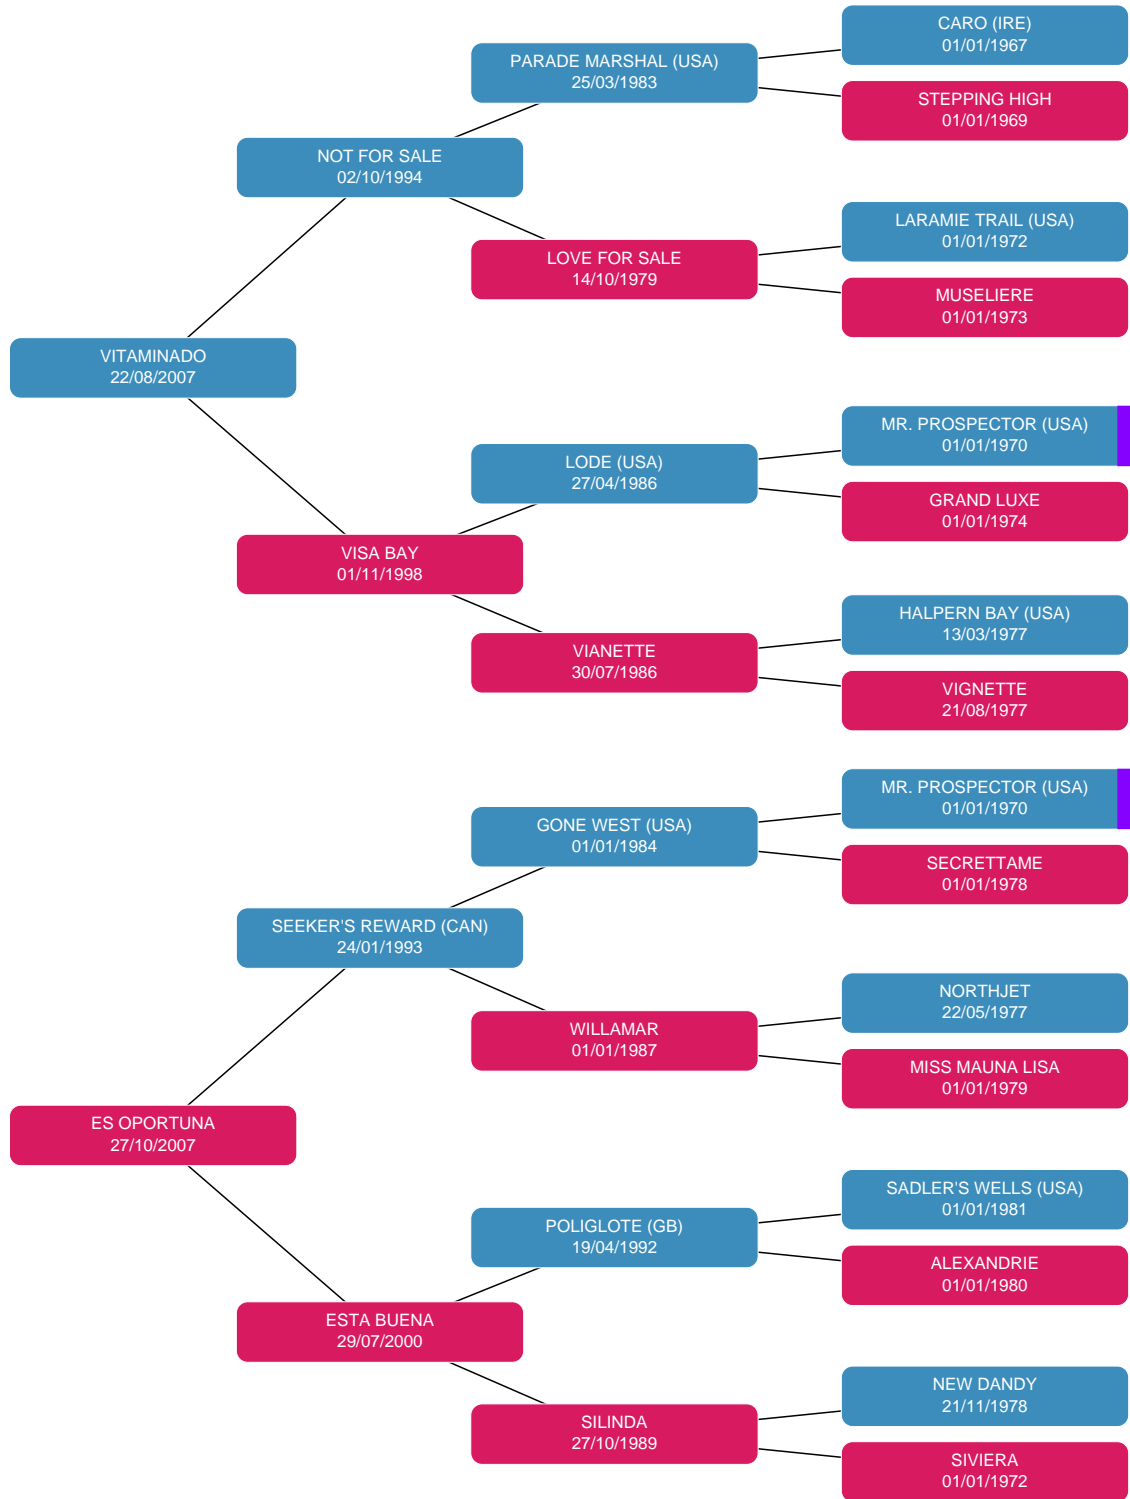 CARO (IRE)
01/01/1967
PARADE MARSHAL (USA)
25/03/1983
STEPPING HIGH
01/01/1969
NOT FOR SALE
02/10/1994
LARAMIE TRAIL (USA)
01/01/1972
LOVE FOR SALE
14/10/1979
MUSELIERE
01/01/1973
VITAMINADO
22/08/2007
MR. PROSPECTOR (USA)
01/01/1970
LODE (USA)
27/04/1986
GRAND LUXE
01/01/1974
VISA BAY
01/11/1998
HALPERN BAY (USA)
13/03/1977
VIANETTE
30/07/1986
VIGNETTE
21/08/1977
MR. PROSPECTOR (USA)
01/01/1970
GONE WEST (USA)
01/01/1984
SECRETTAME
01/01/1978
SEEKER'S REWARD (CAN)
24/01/1993
NORTHJET
22/05/1977
WILLAMAR
01/01/1987
MISS MAUNA LISA
01/01/1979
ES OPORTUNA
27/10/2007
SADLER'S WELLS (USA)
01/01/1981
POLIGLOTE (GB)
19/04/1992
ALEXANDRIE
01/01/1980
ESTA BUENA
29/07/2000
NEW DANDY
21/11/1978
SILINDA
27/10/1989
SIVIERA
01/01/1972